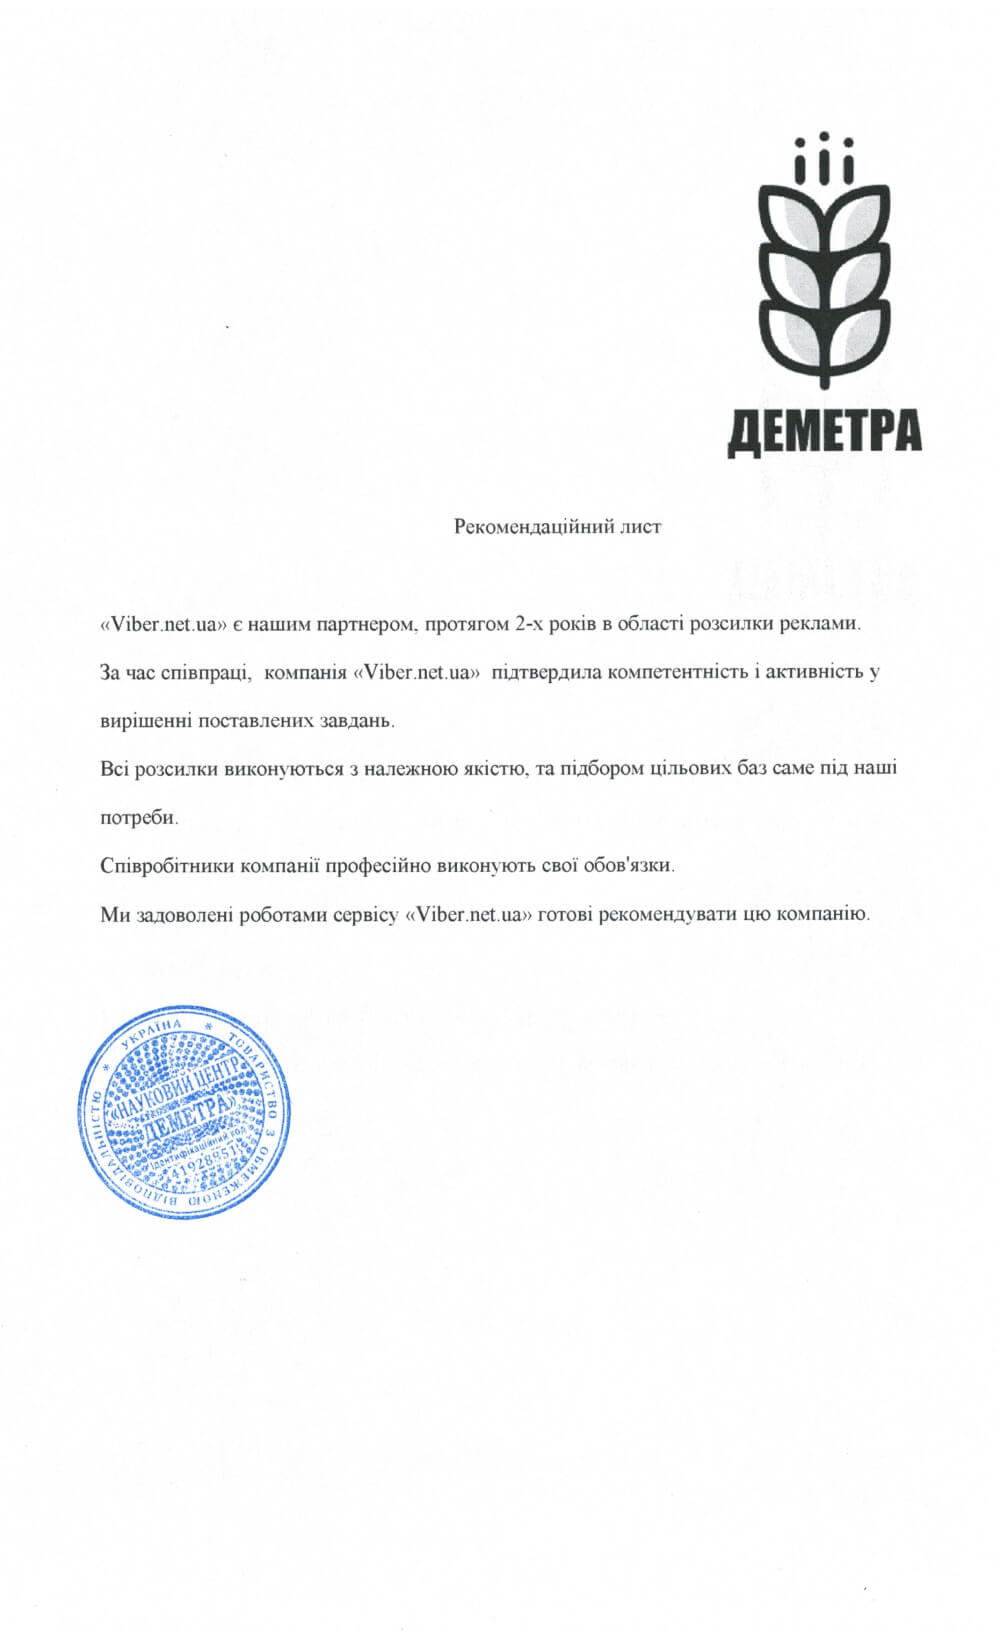 ДЕМЕТРА
Рекомендаційний лист
«Viber.net.ua» є нашим партнером, протягом 2-х років в області розсилки реклами.
За час співпраці, компанія «Viber.net.ua» підтвердила компетентність і активність у
вирішенні поставлених завдань.
Всі розсилки виконуються з належною якістю, та підбором цільових баз саме під наші
потреби.
Співробітники компанії професійно виконують свої обов'язки.
Ми задоволені роботами сервісу «Viber.net.ua» готові рекомендувати цю компанію.
* УКРАЇНА * ТОВАРИСТВО З ОБМЕЖЕНОЮ ВІДПОВІДАЛЬНІСТЮ
«НАУКОВИЙ ЦЕНТР
ДЕМЕТРА»
Ідентифікаційний код
41928951